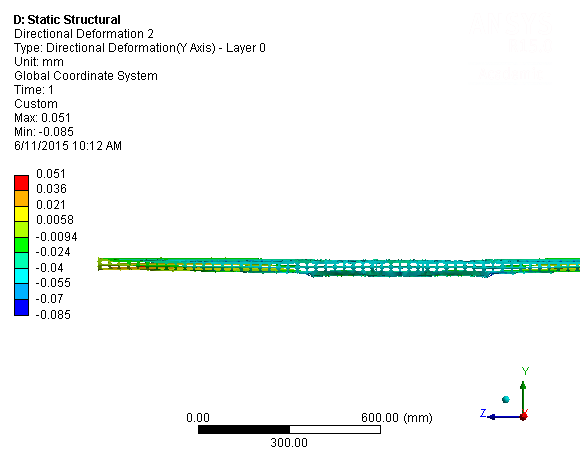 D: Static Structural
Directional Deformation 2
Type: Directional Deformation(Y Axis) - Layer 0
Unit: mm
Global Coordinate System
Time: 1
Custom
Max: 0.051
Min: -0.085
6/11/2015 10:12 AM
0.051
0.036
0.021
0.0058
-0.0094
-0.024
-0.04
-0.055
-0.07
-0.085
Y
Z
0.00
600.00 (mm)
300.00